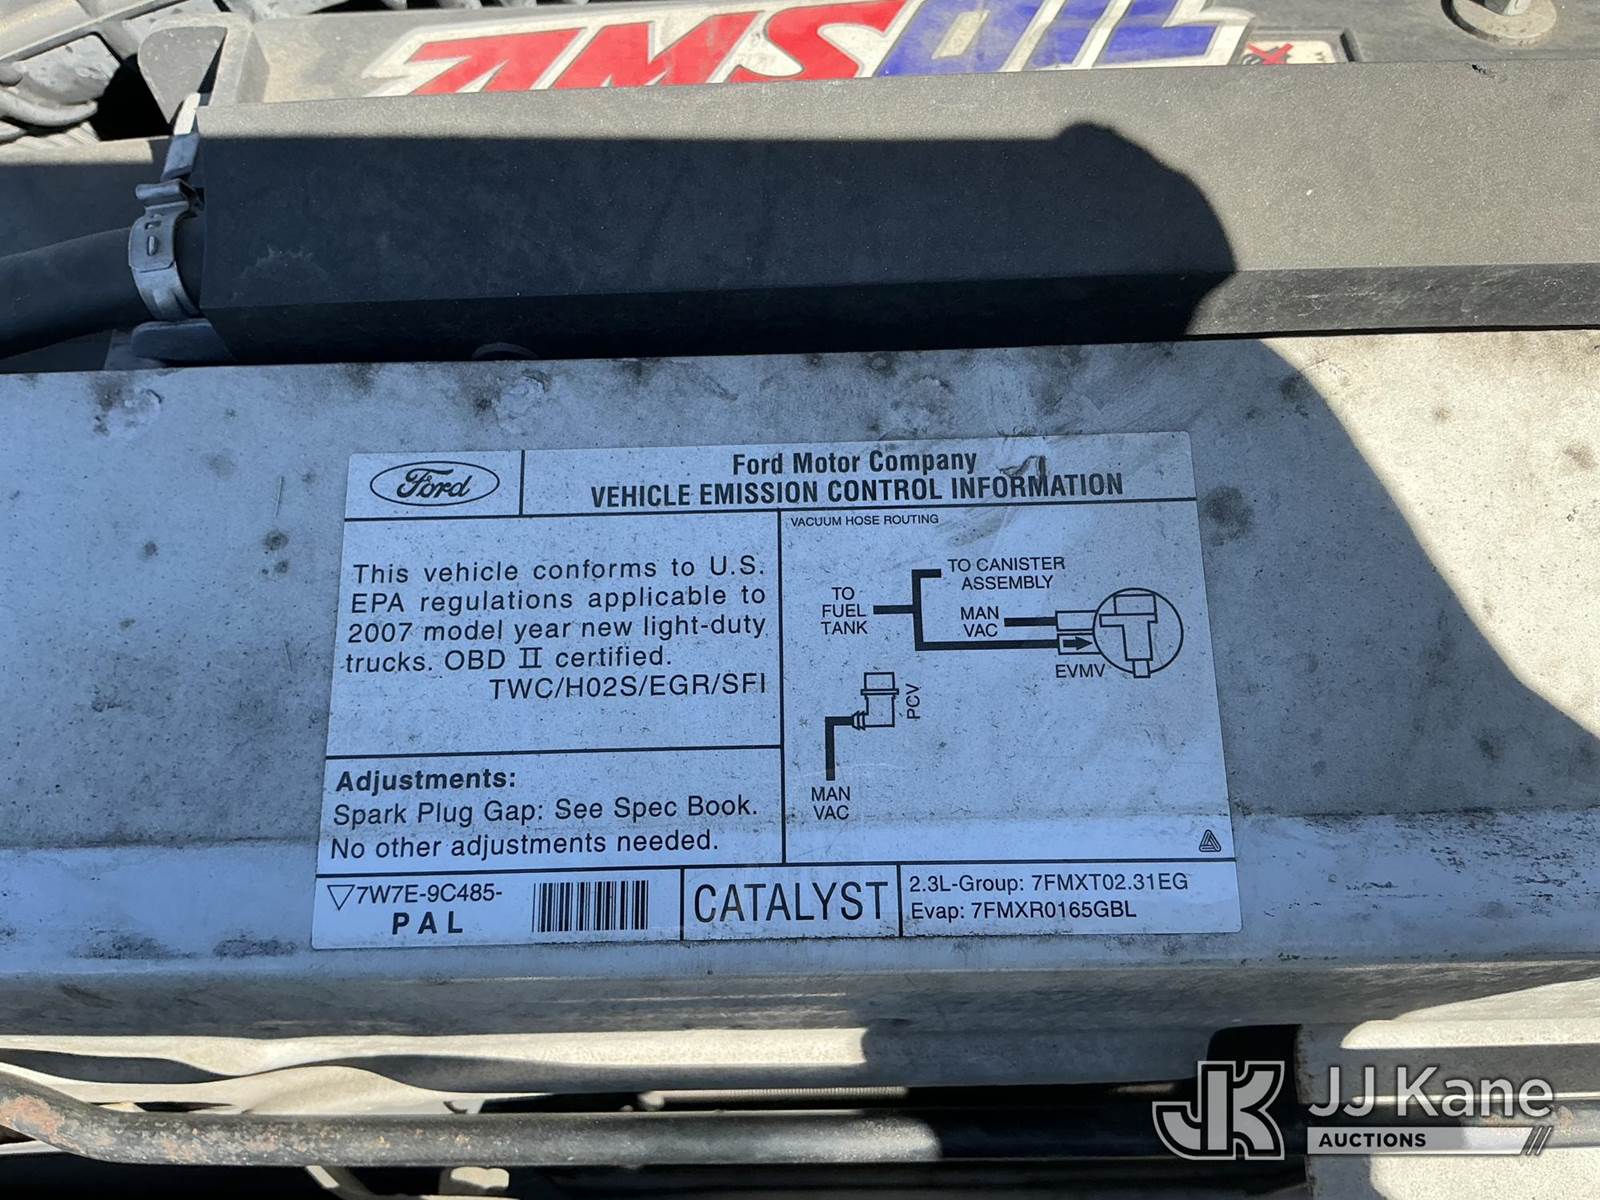 AMSOIL
Ford
Ford Motor Company
VEHICLE EMISSION CONTROL INFORMATION
This vehicle conforms to U.S.
EPA regulations applicable to
2007 model year new light-duty
trucks. OBD II certified.
TWC/H02S/EGR/SFI
Adjustments:
Spark Plug Gap: See Spec Book.
No other adjustments needed.
VACUUM HOSE ROUTING
TO CANISTER
ASSEMBLY
TO
FUEL
TANK
MAN
VAC
EVMV
PCV
MAN
VAC
7W7E-9C485-
PAL
CATALYST
2.3L-Group: 7FMXT02.31EG
Evap: 7FMXR0165GBL
JK JJ Kane
AUCTIONS